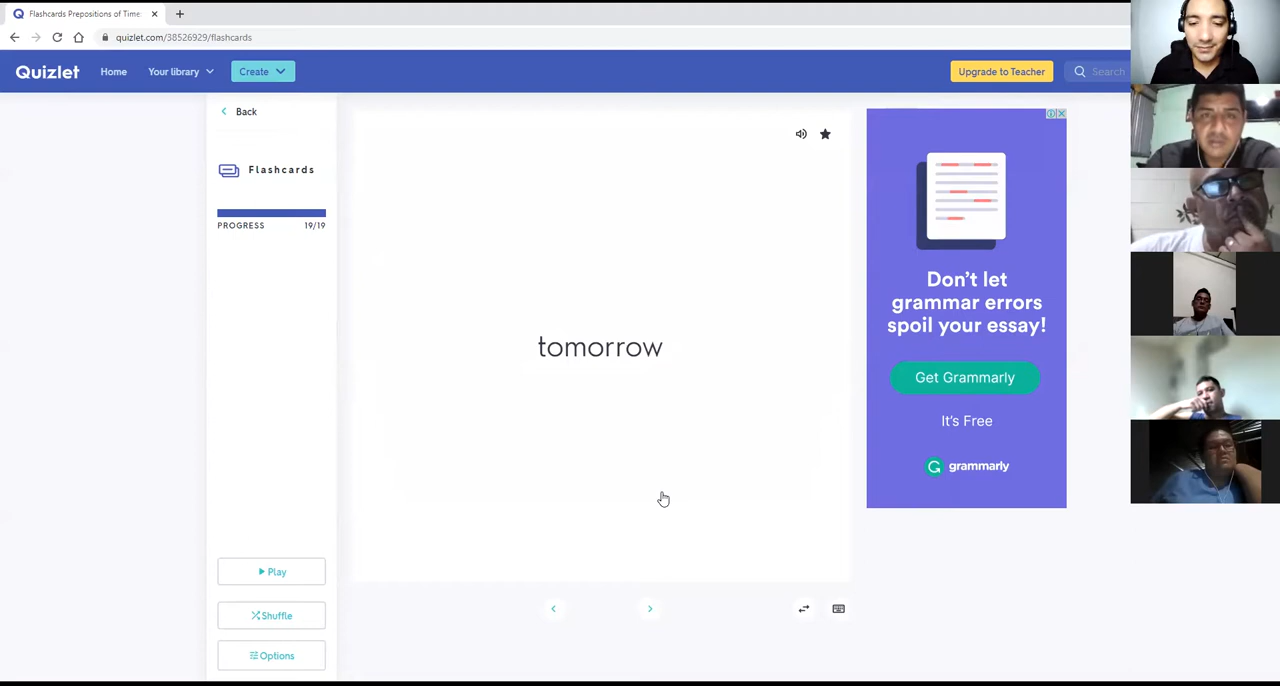 Flashcards Prepositions of Time
quizlet.com/38526929/flashcards
Quizlet
Home
Your library
Create
Upgrade to Teacher
Search
Back
Flashcards
PROGRESS 19/19
tomorrow
Play
Shuffle
Options
Don't let
grammar errors
spoil your essay!
Get Grammarly
It's Free
grammarly